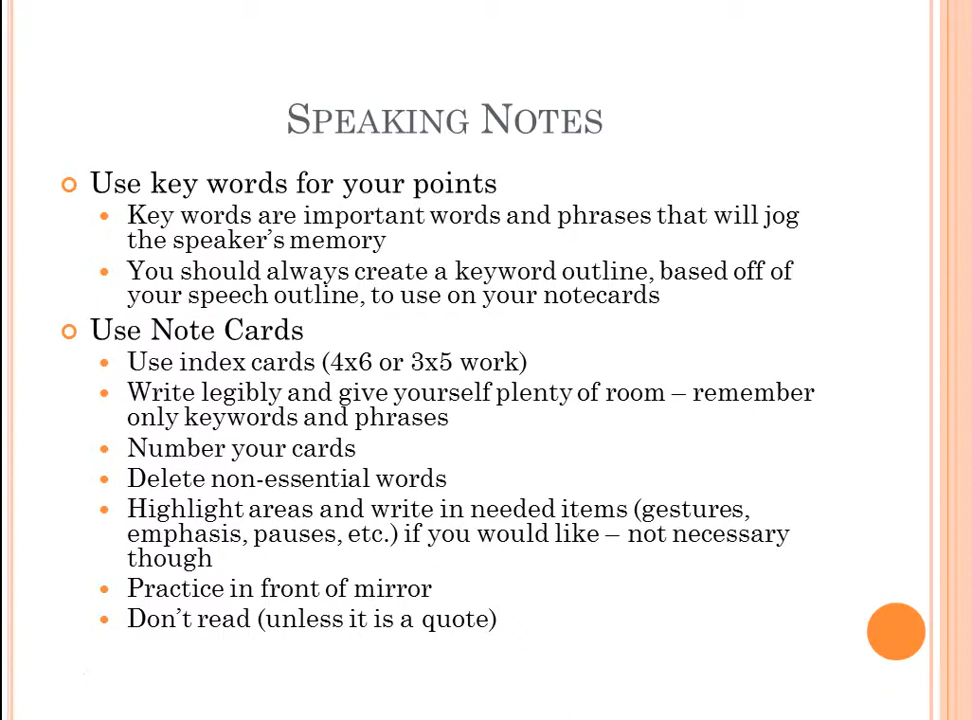 Speaking Notes
Use key words for your points
Key words are important words and phrases that will jog
the speaker's memory
You should always create a keyword outline, based off of
your speech outline, to use on your notecards
Use Note Cards
Use index cards (4x6 or 3x5 work)
Write legibly and give yourself plenty of room – remember
only keywords and phrases
Number your cards
Delete non-essential words
Highlight areas and write in needed items (gestures,
emphasis, pauses, etc.) if you would like – not necessary
though
Practice in front of mirror
Don't read (unless it is a quote)